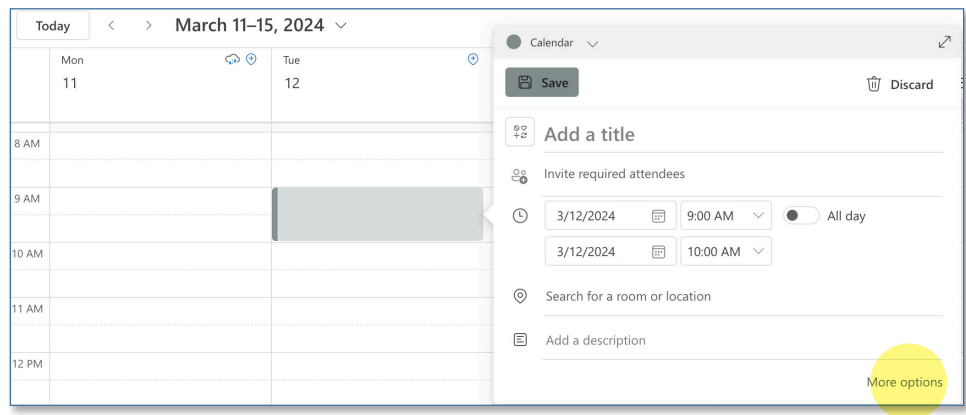 Today < > March 11–15, 2024
Mon
11
Tue
12
8 AM
9 AM
10 AM
11 AM
12 PM
Calendar
Save
Discard
Add a title
Invite required attendees
3/12/2024 9:00 AM All day
3/12/2024 10:00 AM
Search for a room or location
Add a description
More options